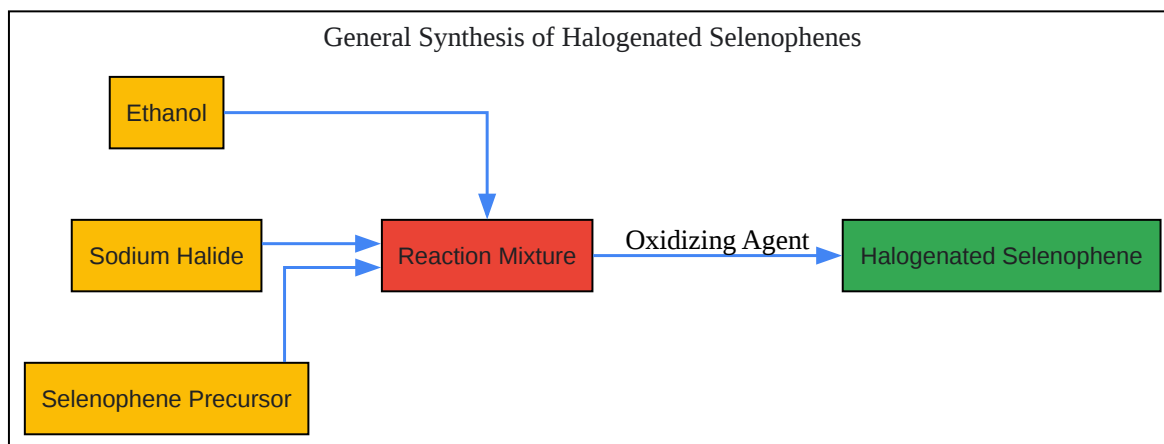 General Synthesis of Halogenated Selenophenes
Ethanol
Sodium Halide
Reaction Mixture
Oxidizing Agent
Halogenated Selenophene
Selenophene Precursor